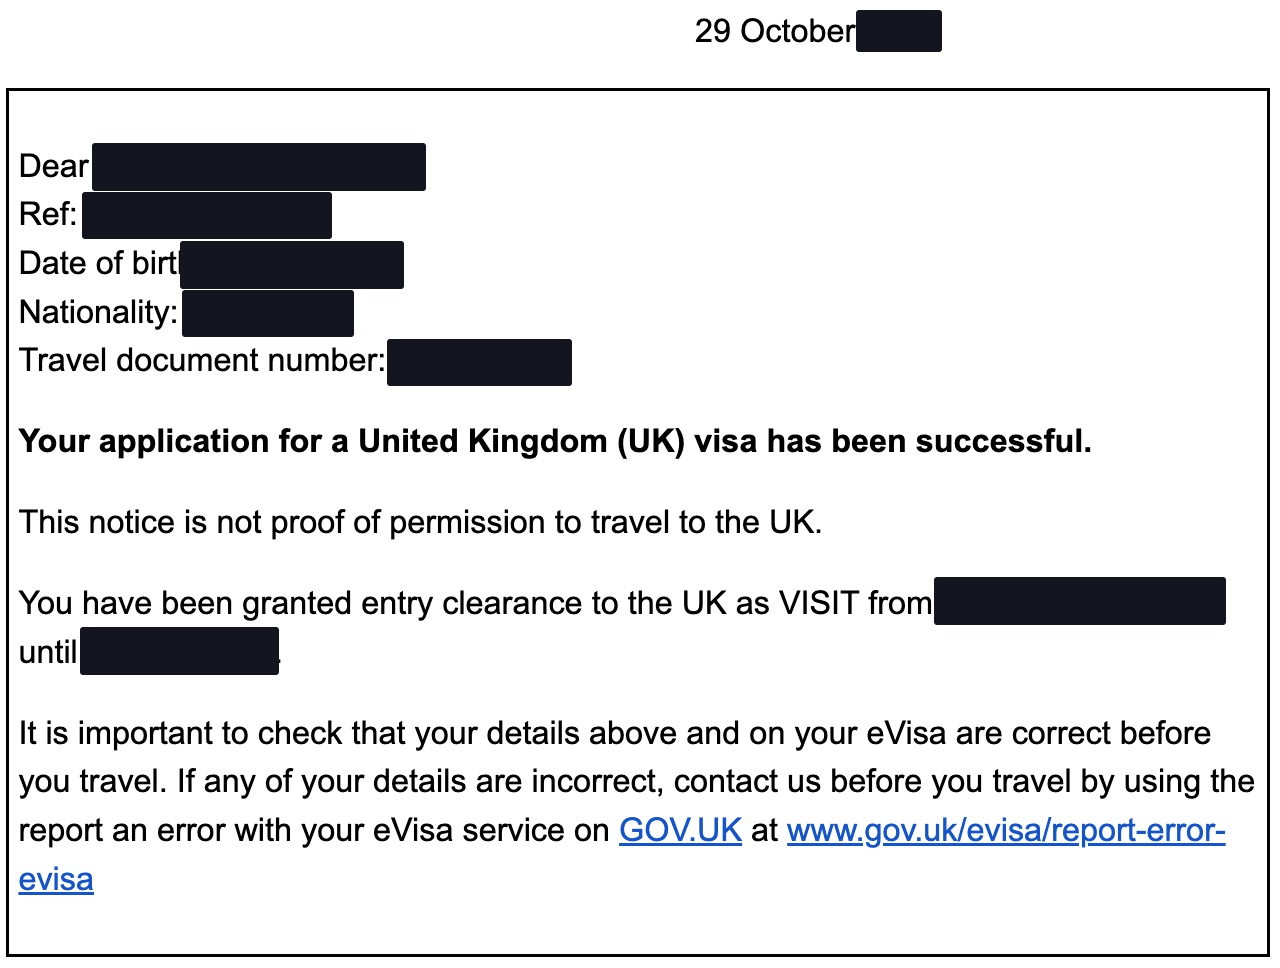 29 October
Dear
Ref:
Date of birt
Nationality:
Travel document number:
Your application for a United Kingdom (UK) visa has been successful.
This notice is not proof of permission to travel to the UK.
You have been granted entry clearance to the UK as VISIT from
until .
It is important to check that your details above and on your eVisa are correct before
you travel. If any of your details are incorrect, contact us before you travel by using the
report an error with your eVisa service on GOV.UK at www.gov.uk/evisa/report-error-
evisa